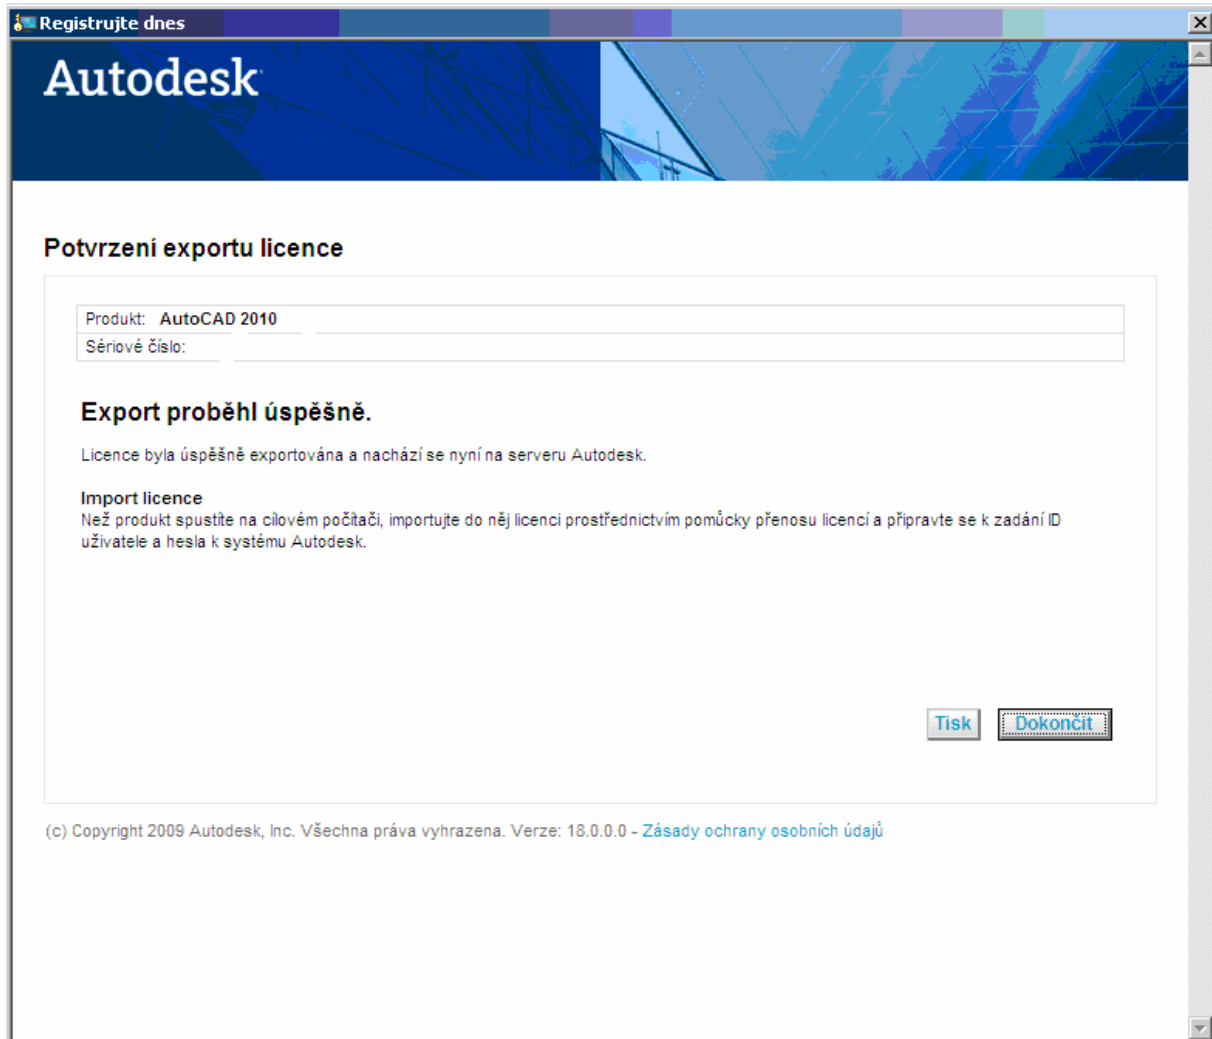 Registrujte dnes
Autodesk
Potvrzení exportu licence
Produkt: AutoCAD 2010
Sériové číslo:
Export proběhl úspěšně.
Licence byla úspěšně exportována a nachází se nyní na serveru Autodesk.
Import licence
Než produkt spustíte na cílovém počítači, importujte do něj licenci prostřednictvím pomůcky přenosu licencí a připravte se k zadání ID
uživatele a hesla k systému Autodesk.
Tisk Dokončit
(c) Copyright 2009 Autodesk, Inc. Všechna práva vyhrazena. Verze: 18.0.0.0 - Zásady ochrany osobních údajů